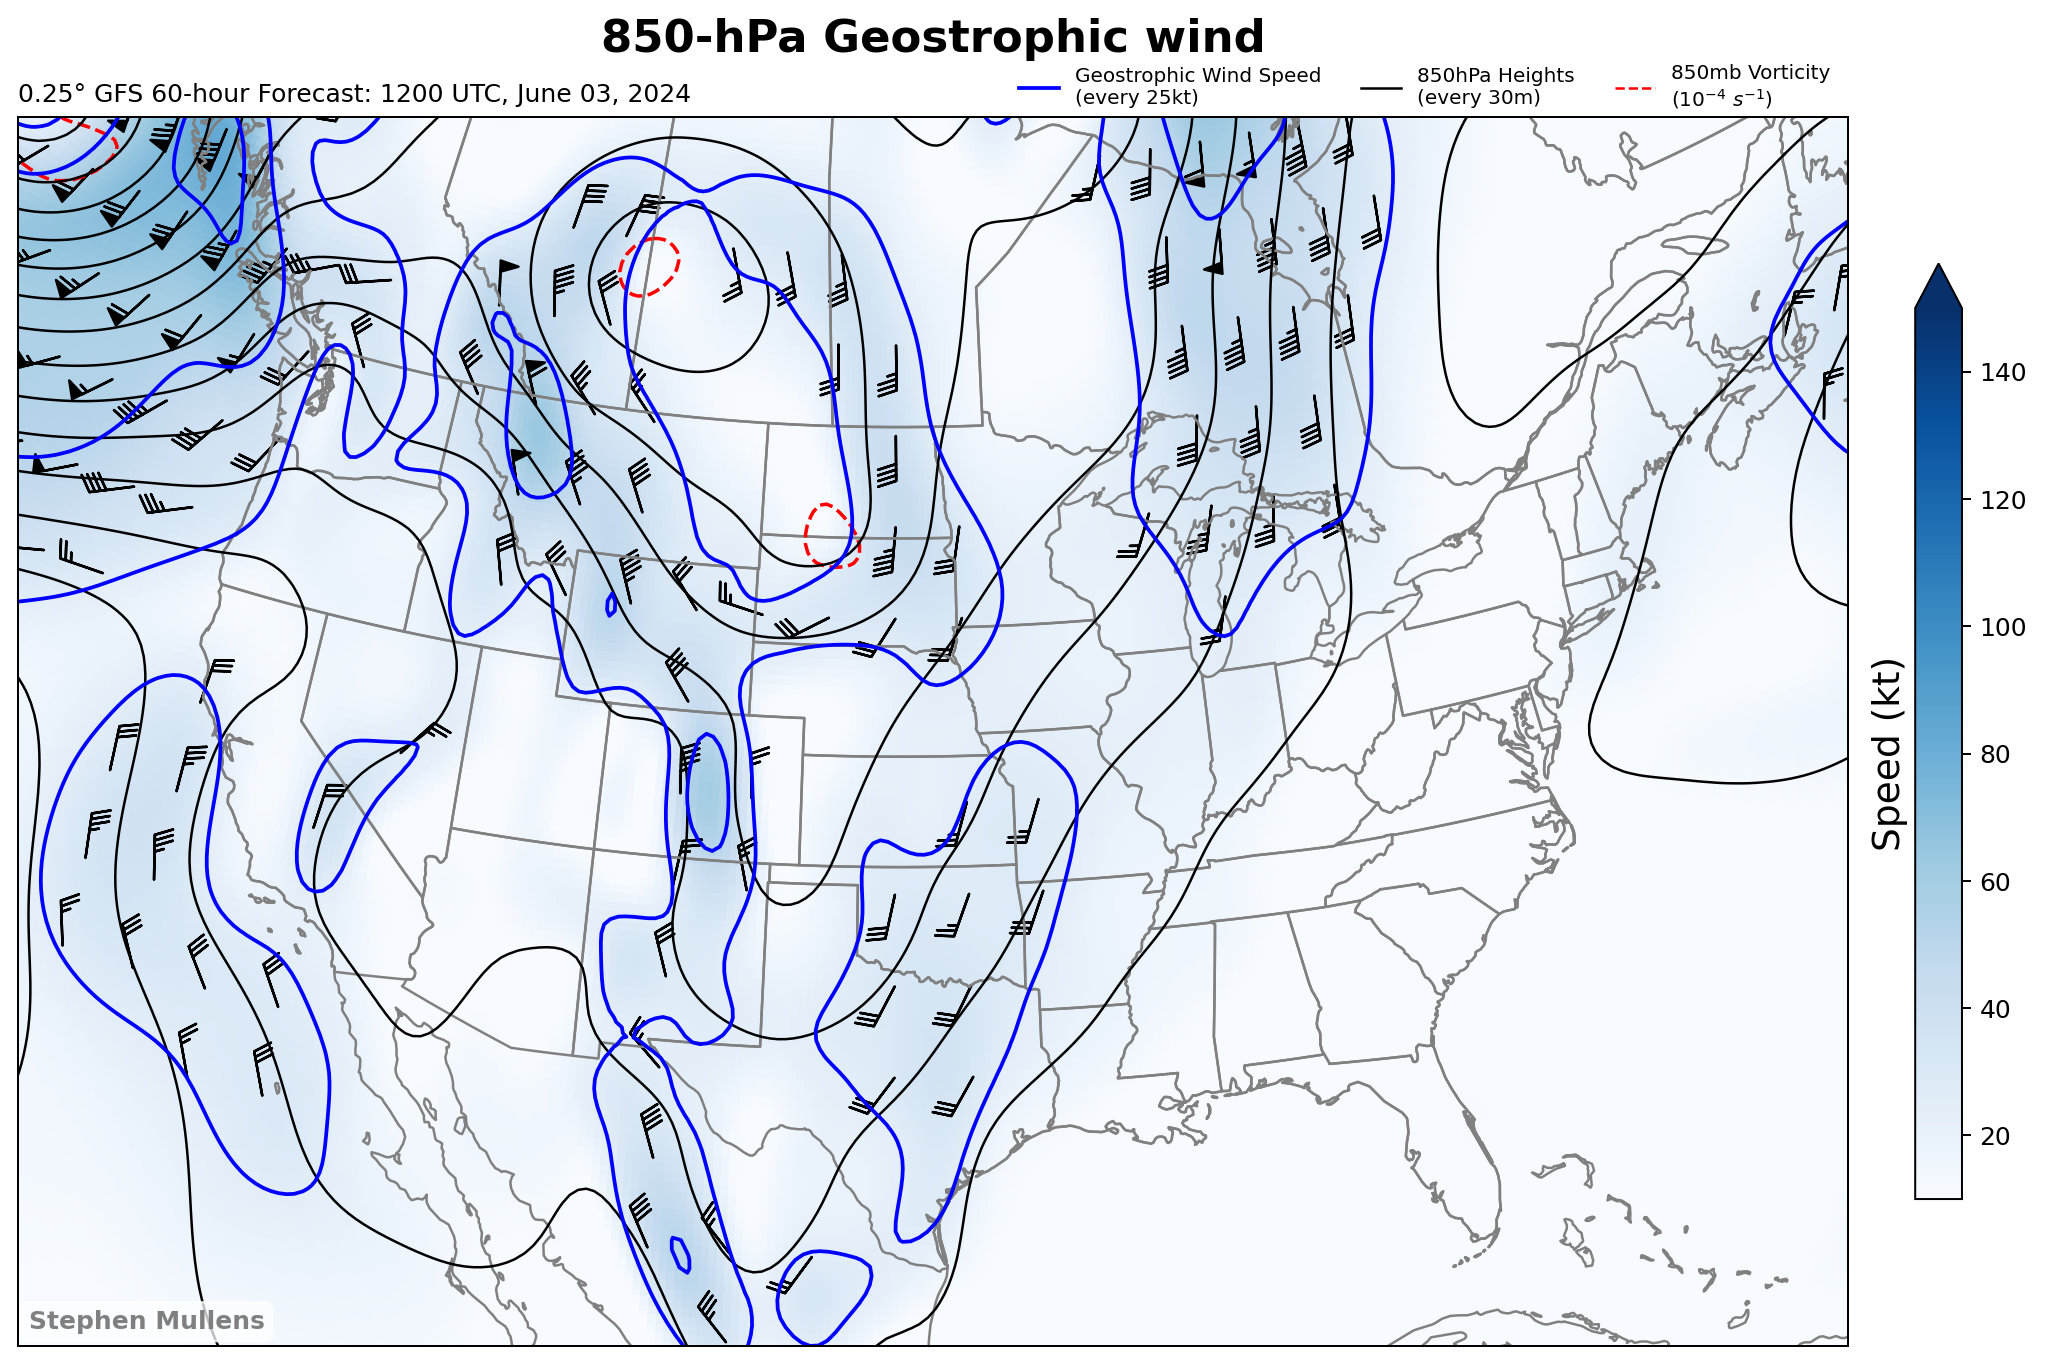 850-hPa Geostrophic wind
0.25° GFS 60-hour Forecast: 1200 UTC, June 03, 2024
Geostrophic Wind Speed
(every 25kt)
850hPa Heights
(every 30m)
850mb Vorticity
(10⁻⁴ s⁻¹)
140
120
100
80
60
40
20
Speed (kt)
Stephen Mullens